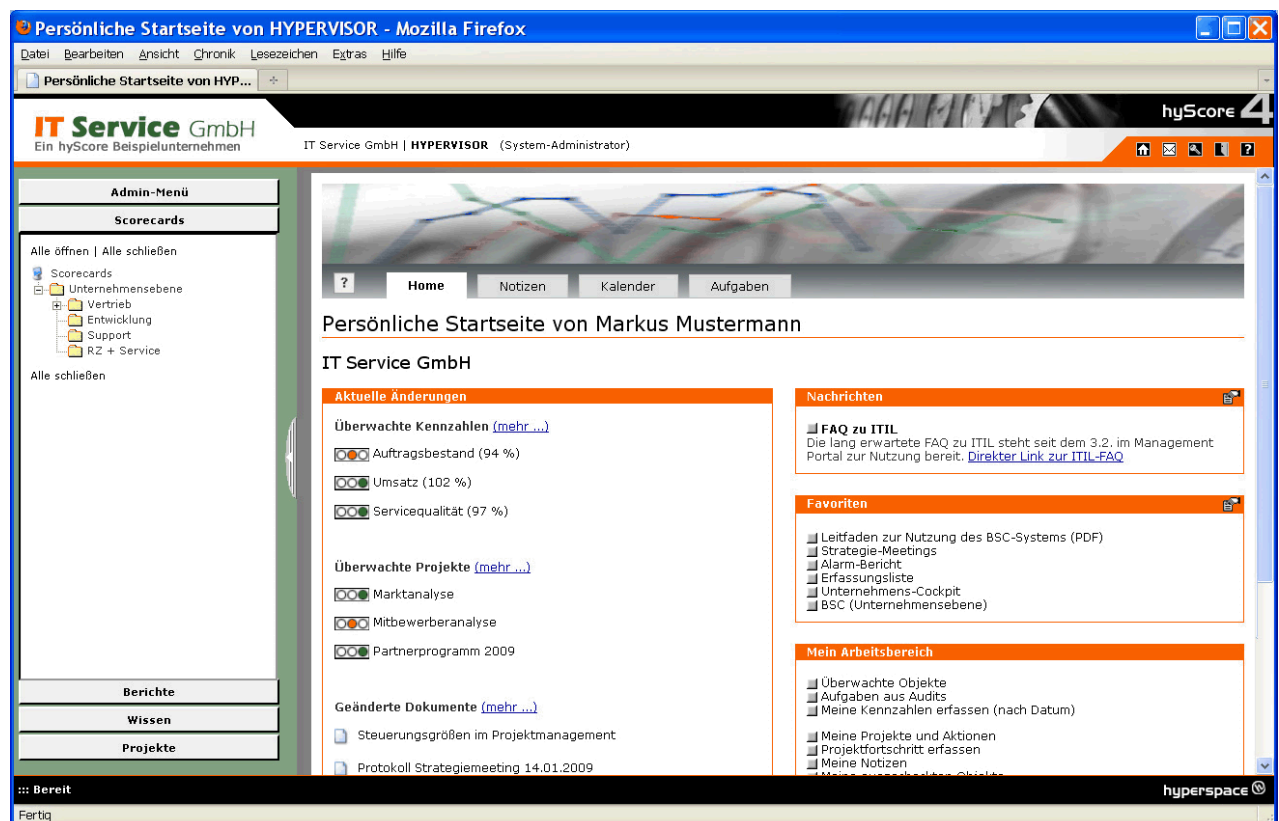 Persönliche Startseite von HYPERVISOR - Mozilla Firefox
Datei Bearbeiten Ansicht Chronik Lesezeichen Extras Hilfe
Persönliche Startseite von HYP...
hyScore 4
IT Service GmbH
Ein hyScore Beispielunternehmen
IT Service GmbH | HYPERVISOR (System-Administrator)
Admin-Menü
Scorecards
Alle öffnen | Alle schließen
Scorecards
Unternehmensebene
Vertrieb
Entwicklung
Support
RZ + Service
Alle schließen
Berichte
Wissen
Projekte
? Home Notizen Kalender Aufgaben
Persönliche Startseite von Markus Mustermann
IT Service GmbH
Aktuelle Änderungen
Überwachte Kennzahlen (mehr ...)
Auftragsbestand (94 %)
Umsatz (102 %)
Servicequalität (97 %)
Überwachte Projekte (mehr ...)
Marktanalyse
Mitbewerberanalyse
Partnerprogramm 2009
Geänderte Dokumente (mehr ...)
Steuerungsgrößen im Projektmanagement
Protokoll Strategiemeeting 14.01.2009
Nachrichten
FAQ zu ITIL
Die lang erwartete FAQ zu ITIL steht seit dem 3.2. im Management
Portal zur Nutzung bereit. Direkter Link zur ITIL-FAQ
Favoriten
Leitfaden zur Nutzung des BSC-Systems (PDF)
Strategie-Meetings
Alarm-Bericht
Erfassungsliste
Unternehmens-Cockpit
BSC (Unternehmensebene)
Mein Arbeitsbereich
Überwachte Objekte
Aufgaben aus Audits
Meine Kennzahlen erfassen (nach Datum)
Meine Projekte und Aktionen
Projektfortschritt erfassen
Meine Notizen
::: Bereit
hyperspace
Fertig